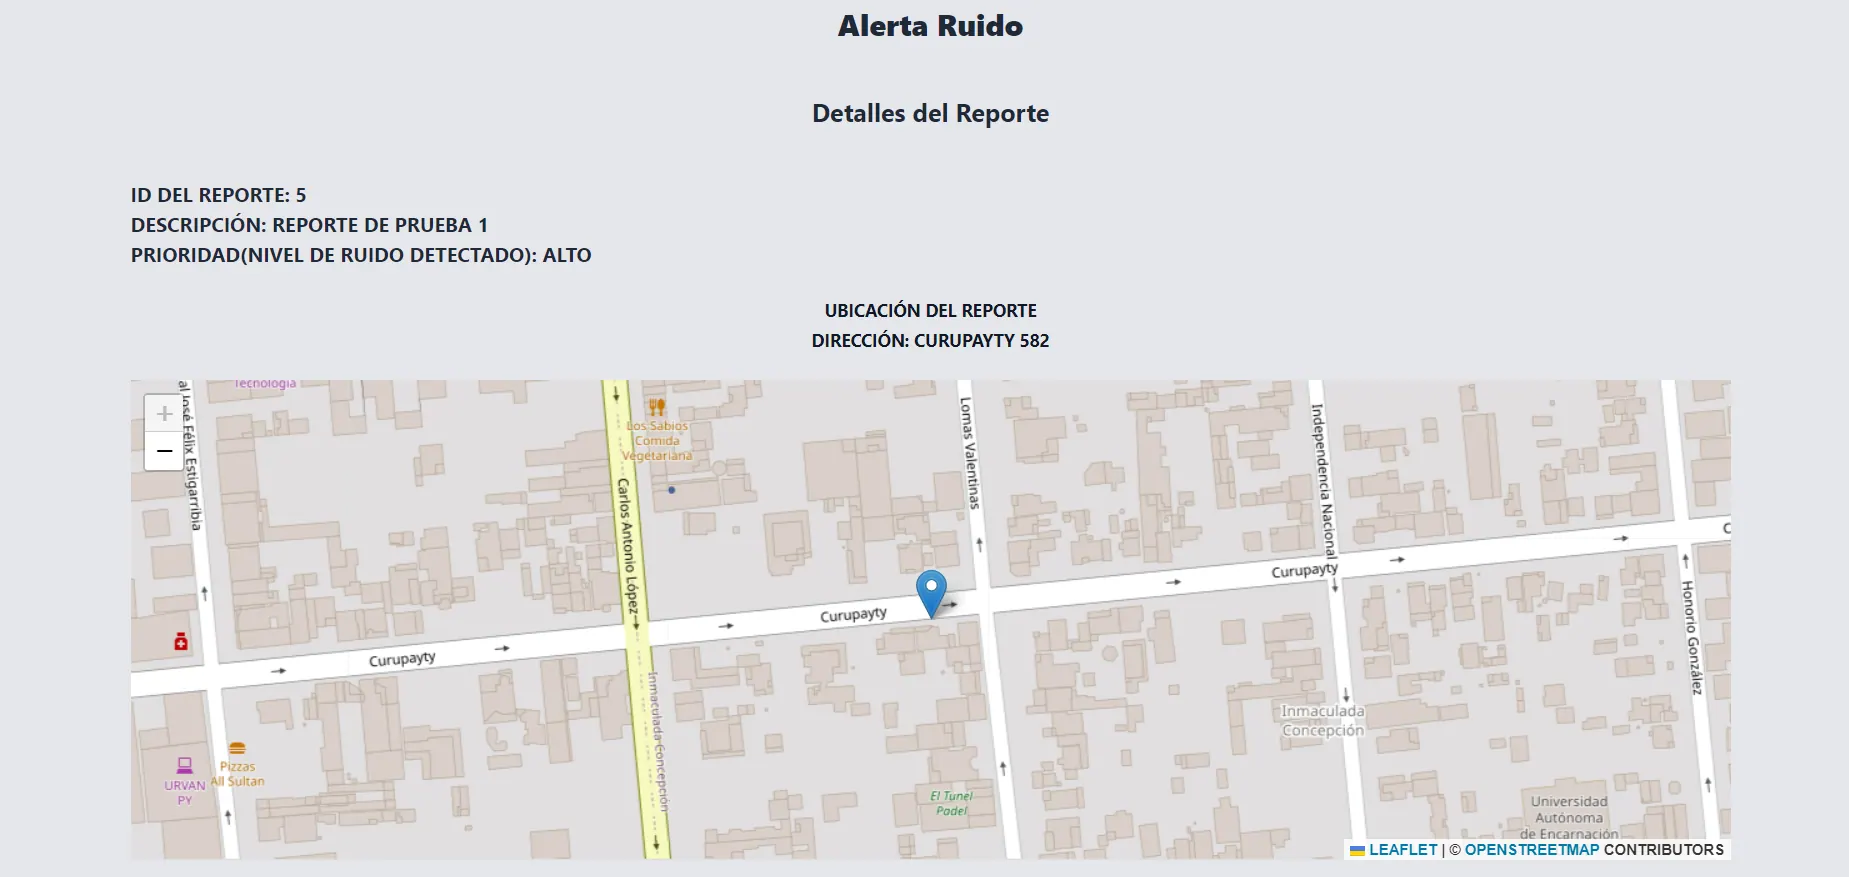 Alerta Ruido
Detalles del Reporte
ID DEL REPORTE: 5
DESCRIPCIÓN: REPORTE DE PRUEBA 1
PRIORIDAD(NIVEL DE RUIDO DETECTADO): ALTO
UBICACIÓN DEL REPORTE
DIRECCIÓN: CURUPAYTY 582
Tecnología
+
−
al José Félix Estigarribia
Los Sabios
Comida
Vegetariana
Carlos Antonio López
Lomas Valentinas
Independencia Nacional
C
Curupayty
Curupayty
Curupayty
Honorio González
Inmaculada Concepción
Inmaculada
Concepción
Pizzas
All Sultan
URVAN
PY
El Tunel
Padel
Universidad
Autónoma
de Encarnación
LEAFLET | © OPENSTREETMAP CONTRIBUTORS